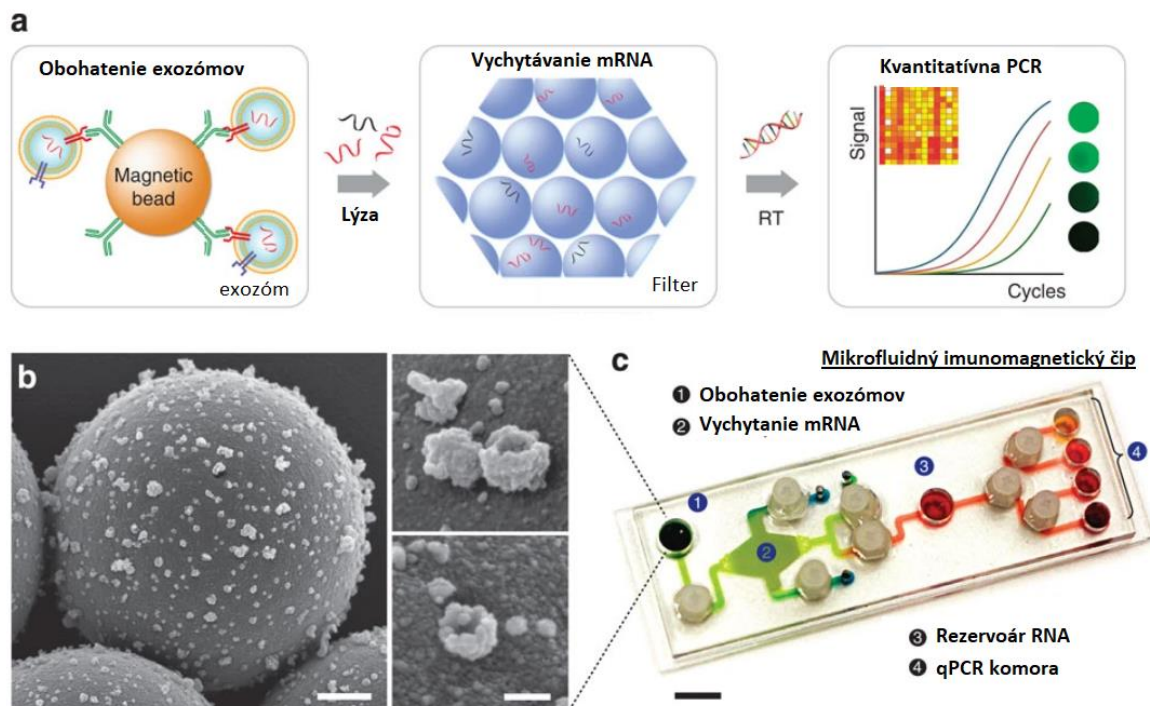 a
Obohatenie exozómov
Magnetic
bead
exozóm
Lýza
Vychytávanie mRNA
Filter
RT
Kvantitatívna PCR
Signal
Cycles
b
c
Mikrofluidný imunomagnetický čip
1 Obohatenie exozómov
2 Vychytanie mRNA
1
2
3
4
3 Rezervoár RNA
4 qPCR komora